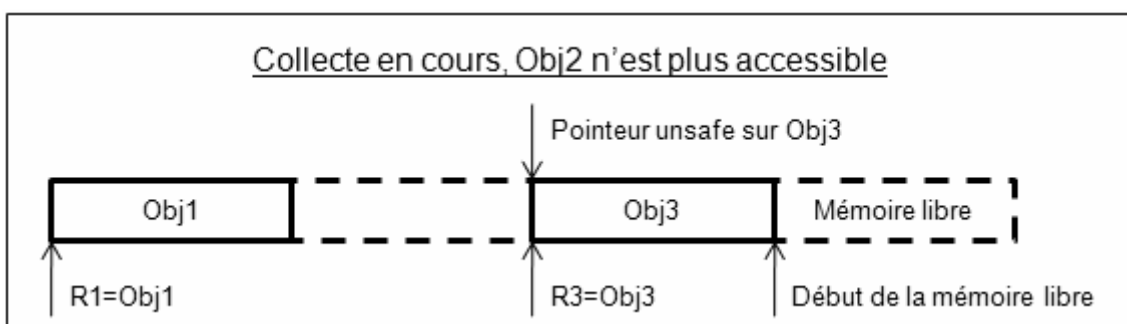 Collecte en cours, Obj2 n'est plus accessible
Pointeur unsafe sur Obj3
Obj1
Obj3
Mémoire libre
R1=Obj1
R3=Obj3
Début de la mémoire libre